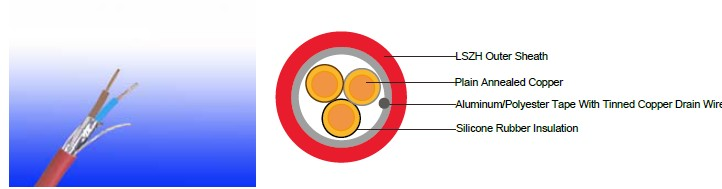 LSZH Outer Sheath
Plain Annealed Copper
Aluminum/Polyester Tape With Tinned Copper Drain Wire
Silicone Rubber Insulation